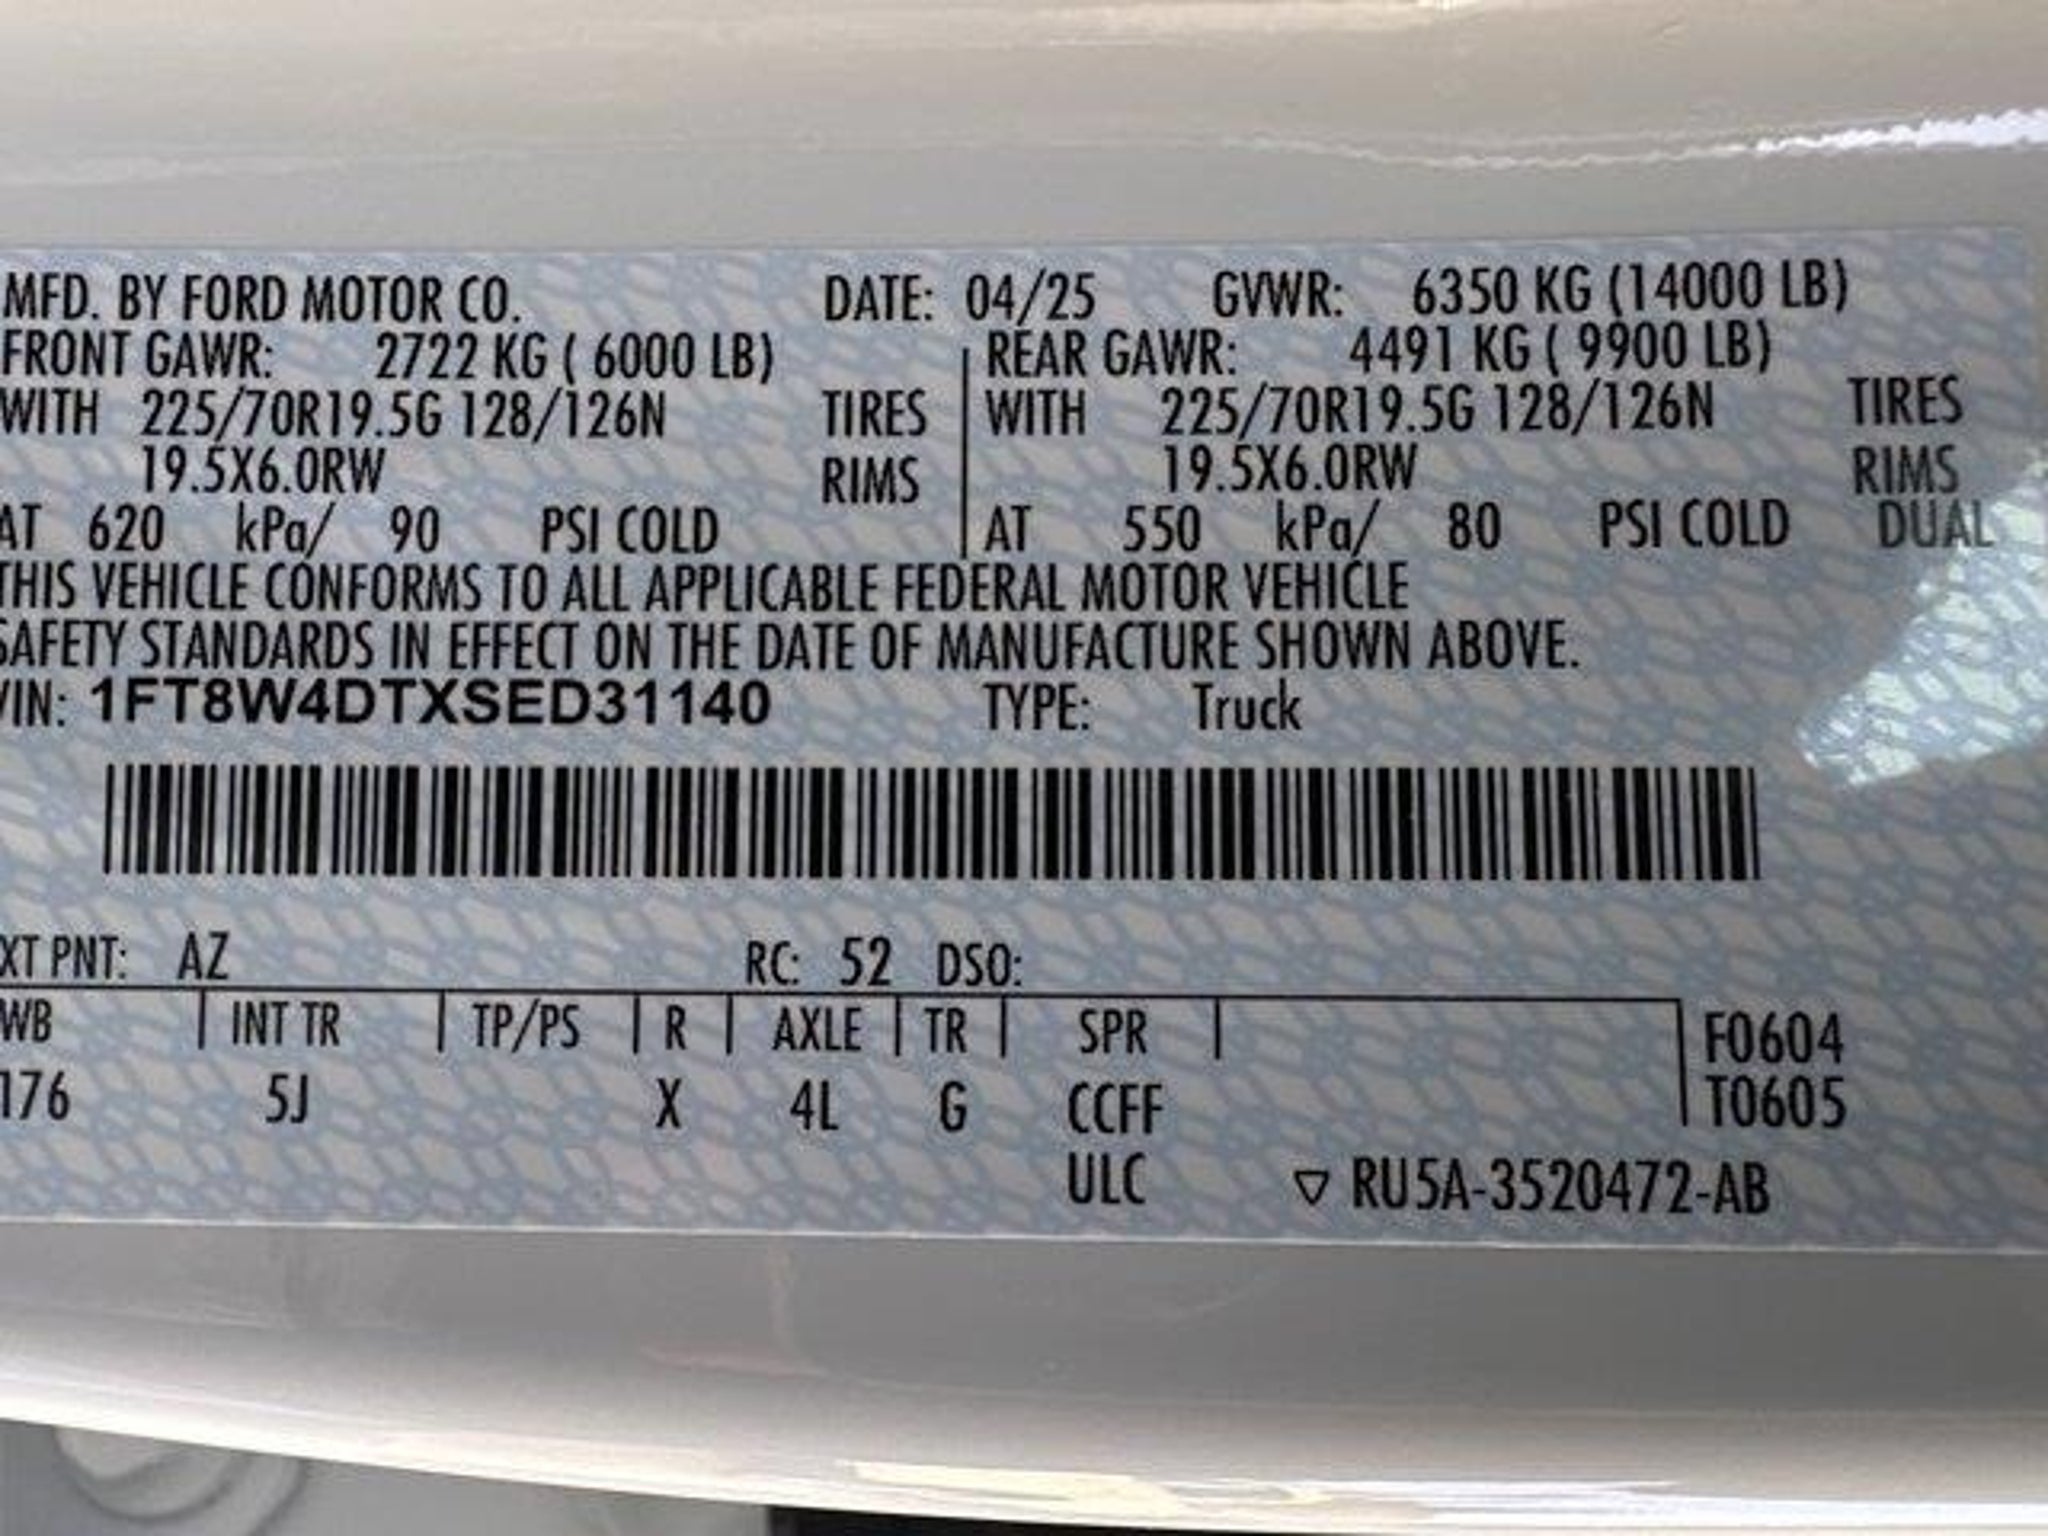 MFD. BY FORD MOTOR CO. DATE: 04/25 GVWR: 6350 KG (14000 LB)
FRONT GAWR: 2722 KG ( 6000 LB) REAR GAWR: 4491 KG ( 9900 LB)
WITH 225/70R19.5G 128/126N TIRES WITH 225/70R19.5G 128/126N TIRES
19.5X6.0RW RIMS 19.5X6.0RW RIMS
AT 620 kPa/ 90 PSI COLD AT 550 kPa/ 80 PSI COLD DUAL
THIS VEHICLE CONFORMS TO ALL APPLICABLE FEDERAL MOTOR VEHICLE
SAFETY STANDARDS IN EFFECT ON THE DATE OF MANUFACTURE SHOWN ABOVE.
VIN: 1FT8W4DTXSED31140 TYPE: Truck
XT PNT: AZ RC: 52 DSO:
WB INT TR TP/PS R AXLE TR SPR F0604
176 5J X 4L G CCFF T0605
ULC RU5A-3520472-AB